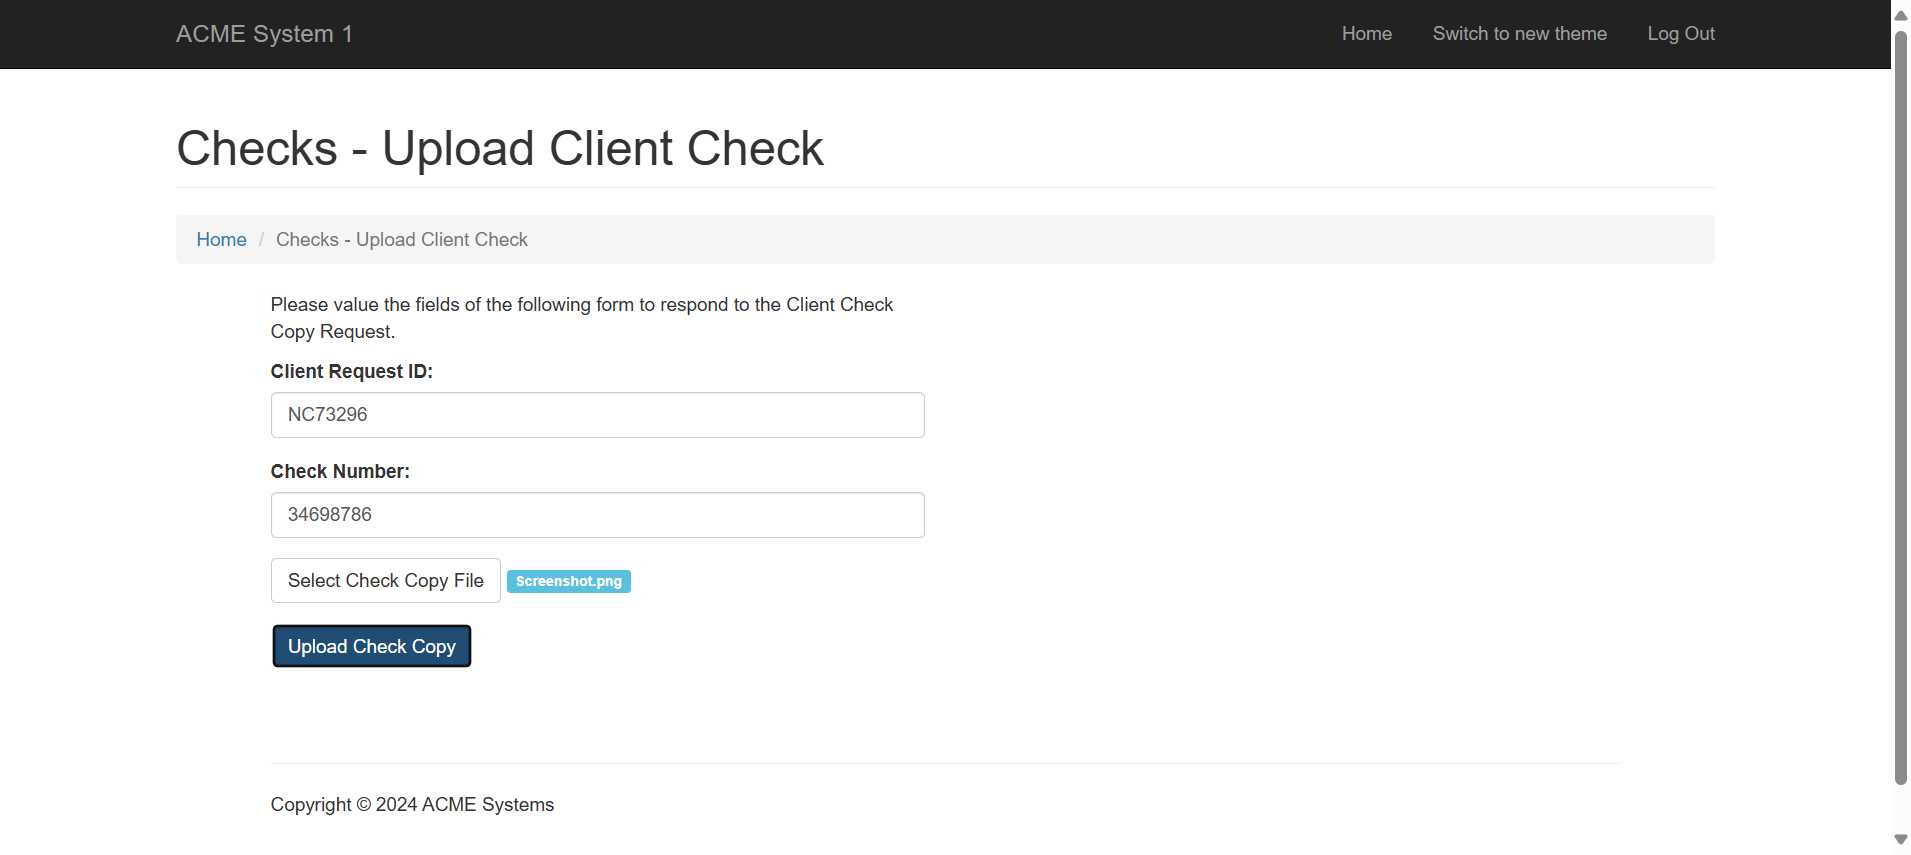 ACME System 1
Home
Switch to new theme
Log Out
Checks - Upload Client Check
Home / Checks - Upload Client Check
Please value the fields of the following form to respond to the Client Check
Copy Request.
Client Request ID:
NC73296
Check Number:
34698786
Select Check Copy File
Screenshot.png
Upload Check Copy
Copyright © 2024 ACME Systems